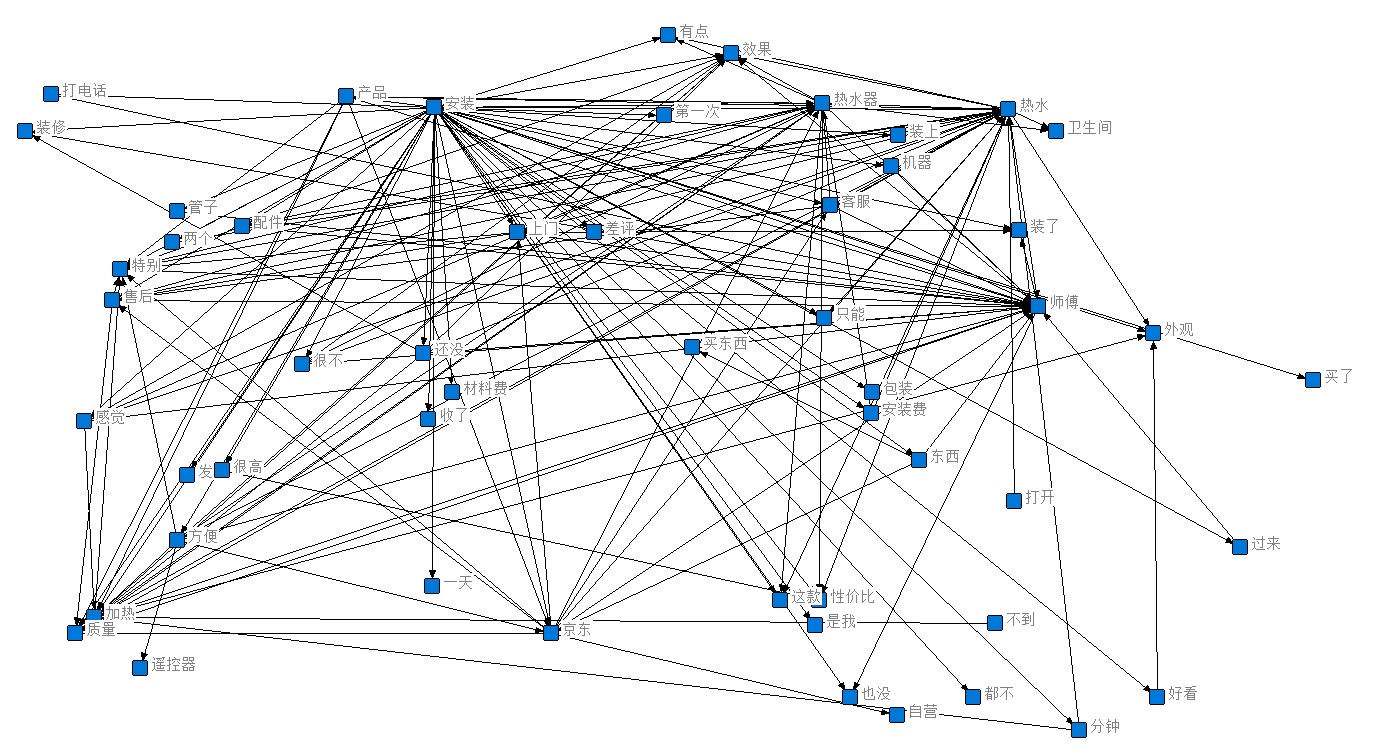 有点
效果
打电话
产品
安装
热水器
热水
第一次
装修
卫生间
装上
机器
管子
配件
客服
两个
上门
差评
装了
特别
售后
师傅
只能
外观
很不
还没
买东西
买了
材料费
包装
收了
安装费
感觉
东西
发
很高
打开
方便
过来
一天
加热
这款
性价比
质量
京东
是我
不到
遥控器
也没
都不
好看
自营
分钟